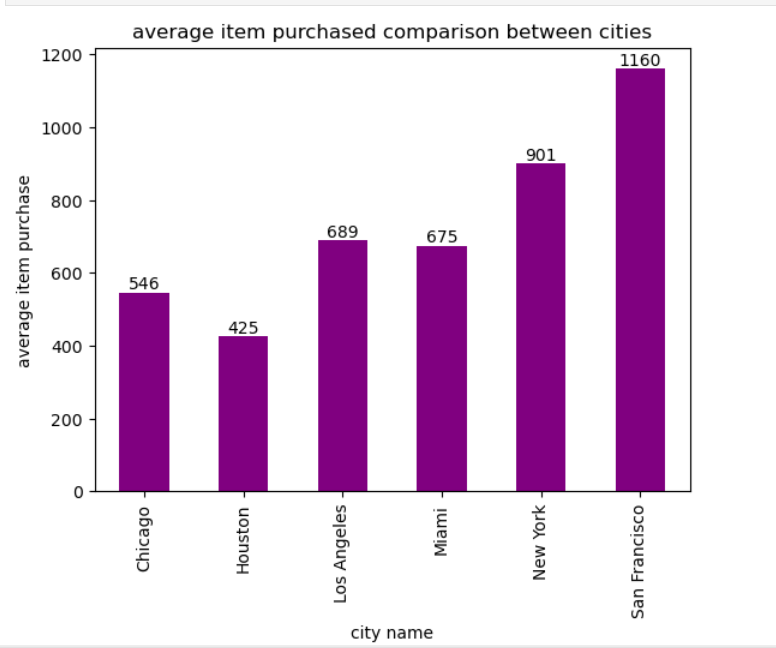 average item purchased comparison between cities
average item purchase
1200
1000
800
600
400
200
0
546
425
689
675
901
1160
Chicago
Houston
Los Angeles
Miami
New York
San Francisco
city name